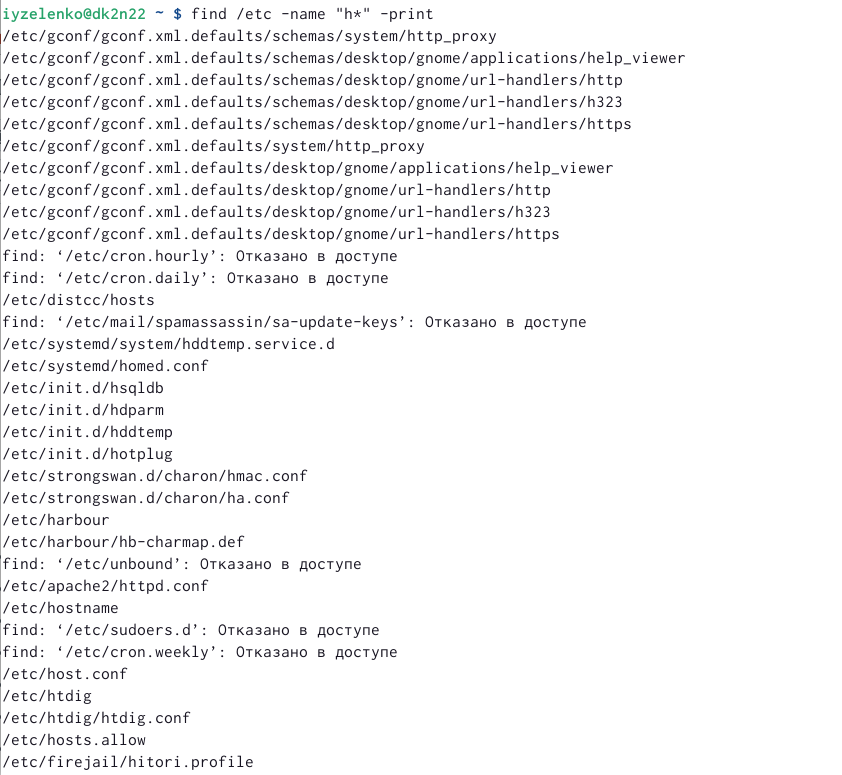 iyzelenko@dk2n22 ~ $ find /etc -name "h*" -print
/etc/gconf/gconf.xml.defaults/schemas/system/http_proxy
/etc/gconf/gconf.xml.defaults/schemas/desktop/gnome/applications/help_viewer
/etc/gconf/gconf.xml.defaults/schemas/desktop/gnome/url-handlers/http
/etc/gconf/gconf.xml.defaults/schemas/desktop/gnome/url-handlers/h323
/etc/gconf/gconf.xml.defaults/schemas/desktop/gnome/url-handlers/https
/etc/gconf/gconf.xml.defaults/system/http_proxy
/etc/gconf/gconf.xml.defaults/desktop/gnome/applications/help_viewer
/etc/gconf/gconf.xml.defaults/desktop/gnome/url-handlers/http
/etc/gconf/gconf.xml.defaults/desktop/gnome/url-handlers/h323
/etc/gconf/gconf.xml.defaults/desktop/gnome/url-handlers/https
find: ‘/etc/cron.hourly’: Отказано в доступе
find: ‘/etc/cron.daily’: Отказано в доступе
/etc/distcc/hosts
find: ‘/etc/mail/spamassassin/sa-update-keys’: Отказано в доступе
/etc/systemd/system/hddtemp.service.d
/etc/systemd/homed.conf
/etc/init.d/hsqldb
/etc/init.d/hdparm
/etc/init.d/hddtemp
/etc/init.d/hotplug
/etc/strongswan.d/charon/hmac.conf
/etc/strongswan.d/charon/ha.conf
/etc/harbour
/etc/harbour/hb-charmap.def
find: ‘/etc/unbound’: Отказано в доступе
/etc/apache2/httpd.conf
/etc/hostname
find: ‘/etc/sudoers.d’: Отказано в доступе
find: ‘/etc/cron.weekly’: Отказано в доступе
/etc/host.conf
/etc/htdig
/etc/htdig/htdig.conf
/etc/hosts.allow
/etc/firejail/hitori.profile